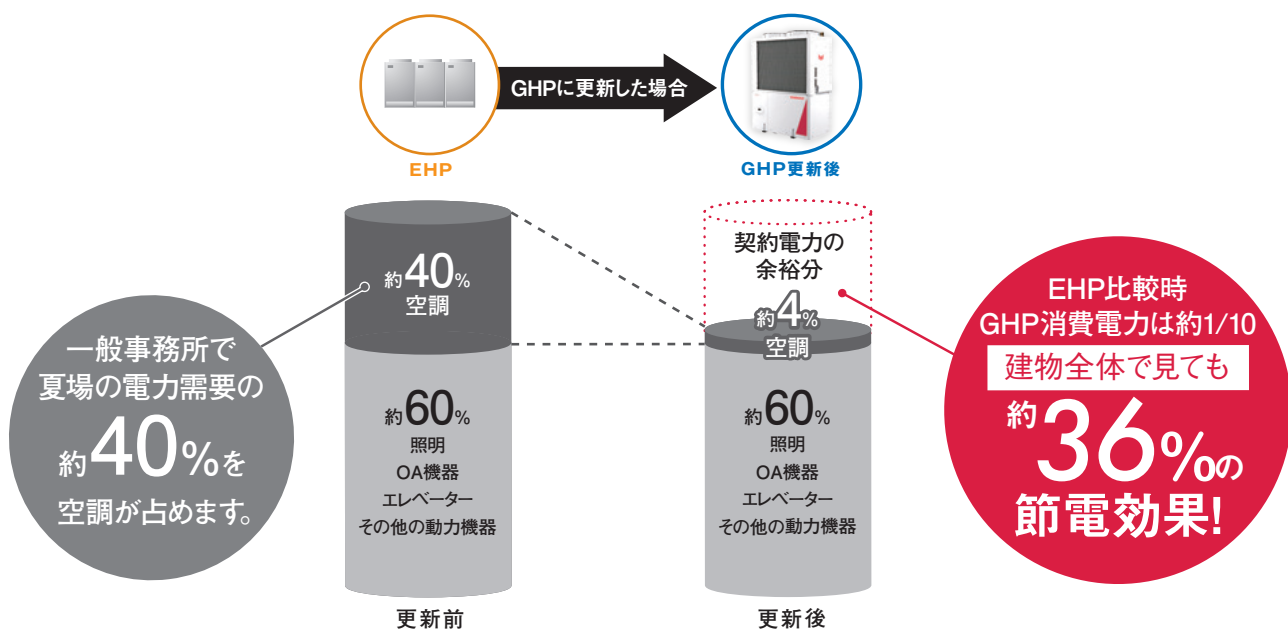 GHPに更新した場合
EHP
GHP更新後
約40%
空調
契約電力の
余裕分
約4%
空調
一般事務所で
夏場の電力需要の
約40%を
空調が占めます。
EHP比較時
GHP消費電力は約1/10
建物全体で見ても
約36%の
節電効果!
約60%
照明
OA機器
エレベーター
その他の動力機器
約60%
照明
OA機器
エレベーター
その他の動力機器
更新前
更新後